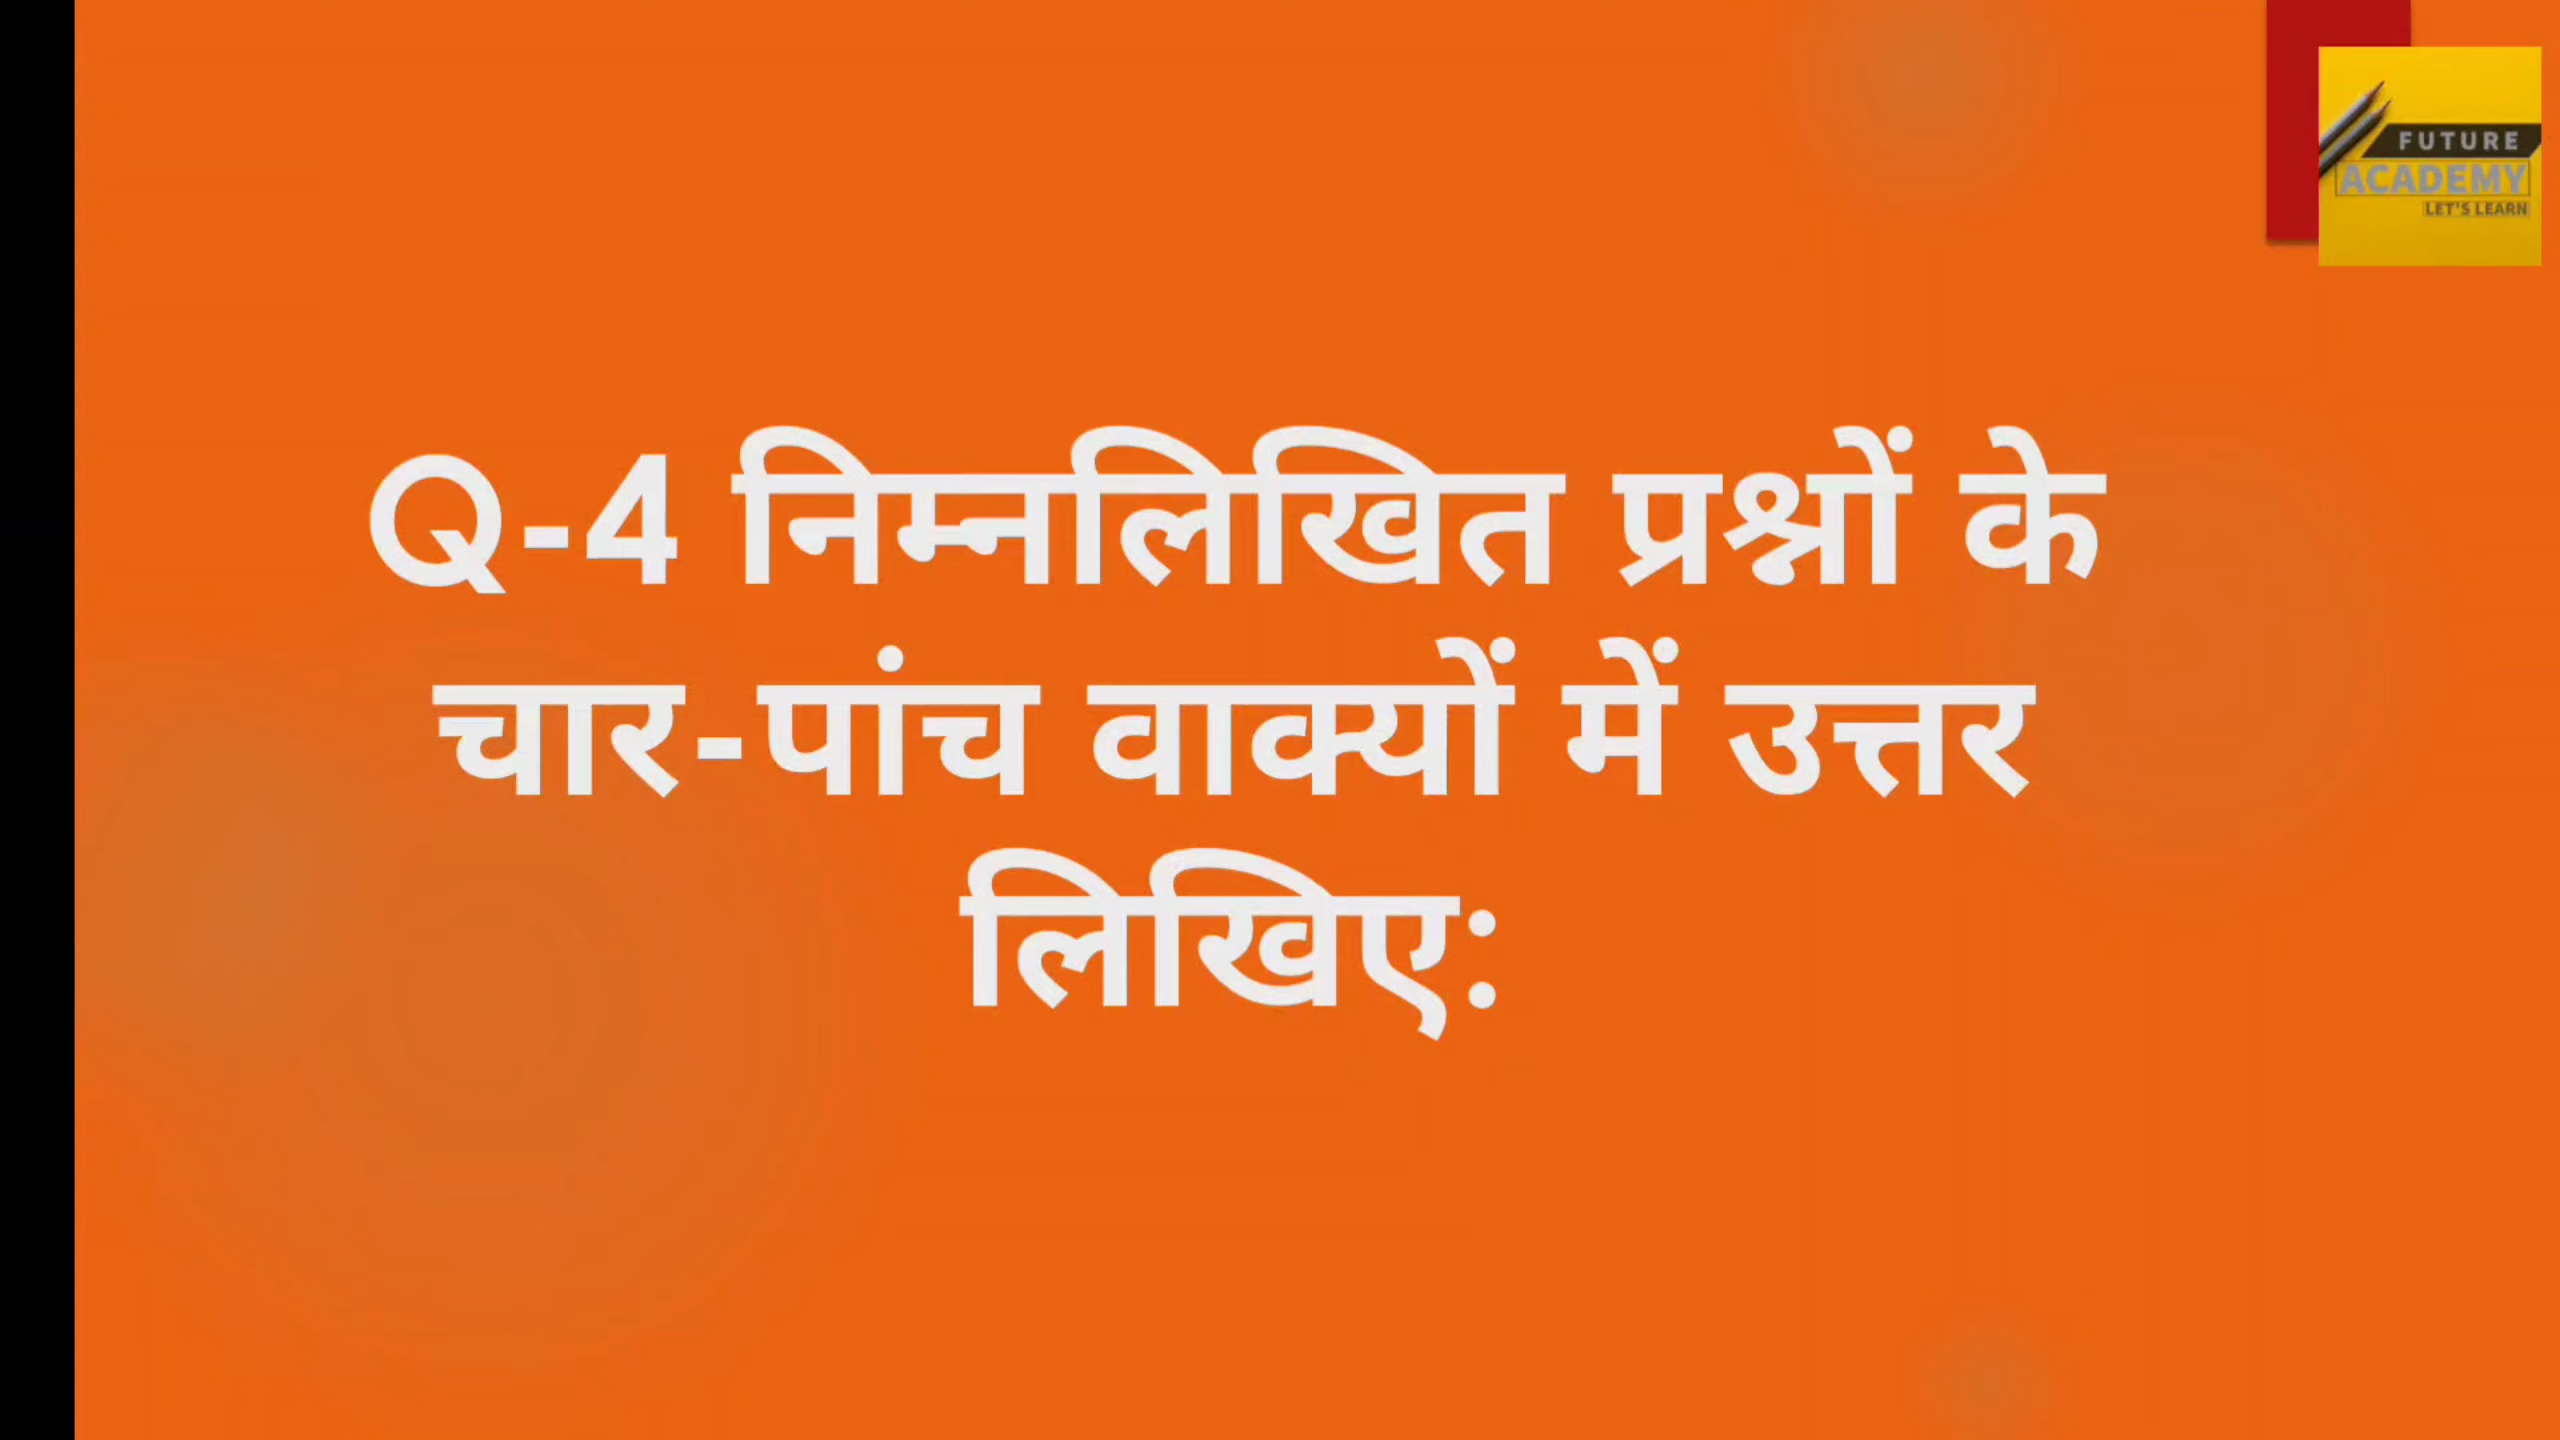 FUTURE
ACADEMY
LET'S LEARN
Q-4 निम्नलिखित प्रश्नों के
चार-पांच वाक्यों में उत्तर
लिखिए: